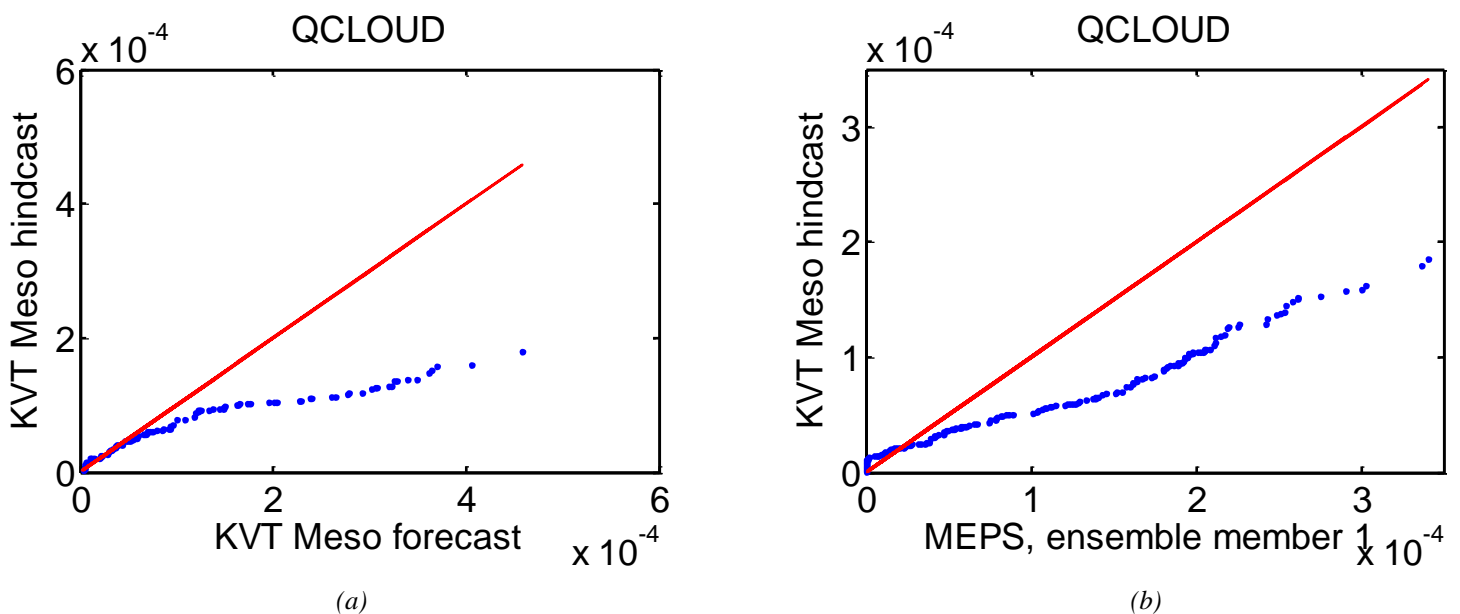 QCLOUD
x 10^-4
6
4
2
0
KVT Meso hindcast
0 2 4 6
KVT Meso forecast
x 10^-4
(a)
QCLOUD
x 10^-4
3
2
1
0
KVT Meso hindcast
0 1 2 3
MEPS, ensemble member 1
x 10^-4
(b)